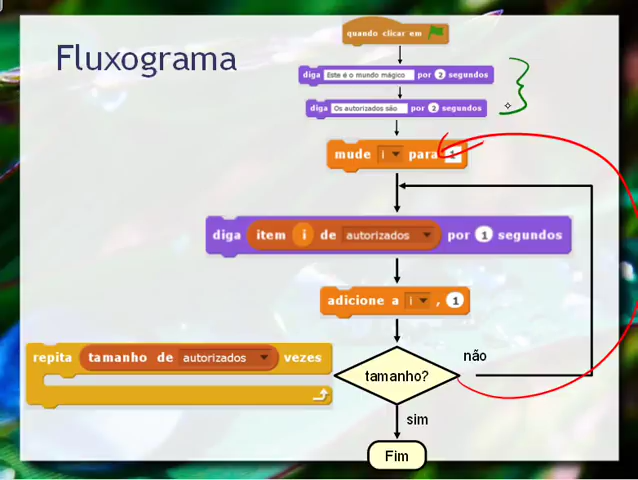 Fluxograma
quando clicar em
diga Este é o mundo mágico por 2 segundos
diga Os autorizados são por 2 segundos
mude i para 1
diga item i de autorizados por 1 segundos
adicione a i , 1
repita tamanho de autorizados vezes
tamanho?
não
sim
Fim